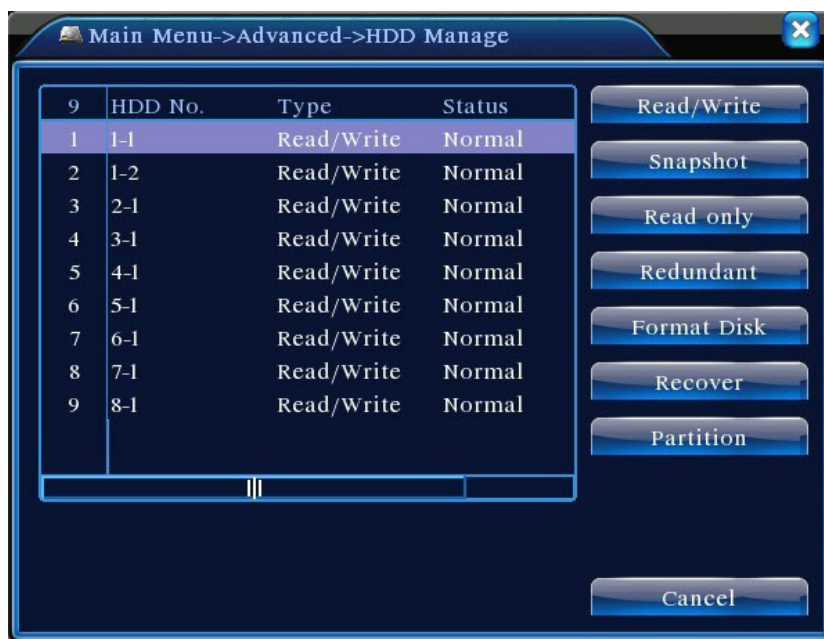 Main Menu->Advanced->HDD Manage
9 HDD No. Type Status
1 1-1 Read/Write Normal
2 1-2 Read/Write Normal
3 2-1 Read/Write Normal
4 3-1 Read/Write Normal
5 4-1 Read/Write Normal
6 5-1 Read/Write Normal
7 6-1 Read/Write Normal
8 7-1 Read/Write Normal
9 8-1 Read/Write Normal
Read/Write
Snapshot
Read only
Redundant
Format Disk
Recover
Partition
Cancel